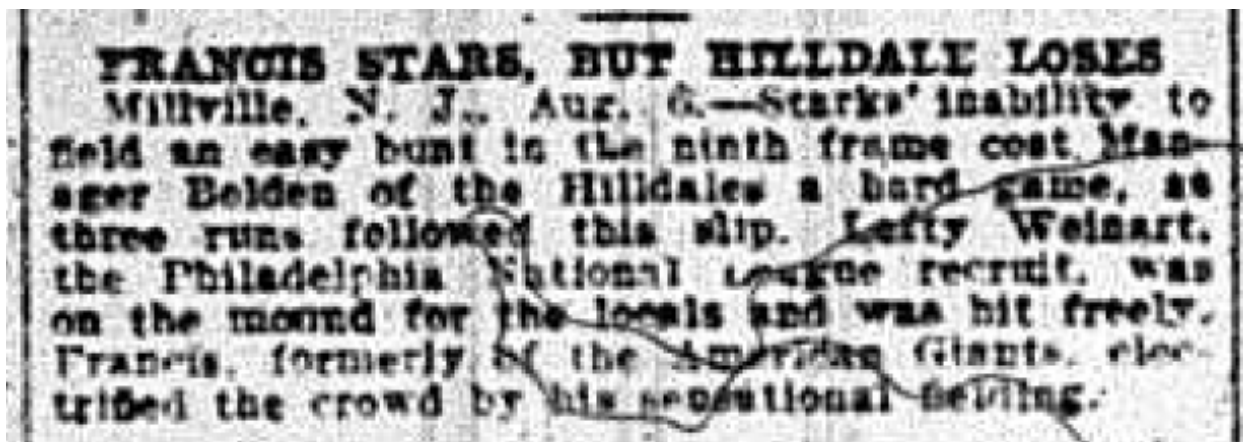 FRANCIS STARS, BUT HILLDALE LOSES
Millville, N. J., Aug. 6.—Starks' inability to
field an easy bunt in the ninth frame cost Man-
ager Bolden of the Hilldales a hard game, as
three runs followed this slip. Lefty Weinart,
the Philadelphia National League recruit, was
on the mound for the locals and was hit freely.
Francis, formerly of the American Giants, elec-
trified the crowd by his sensational fielding.